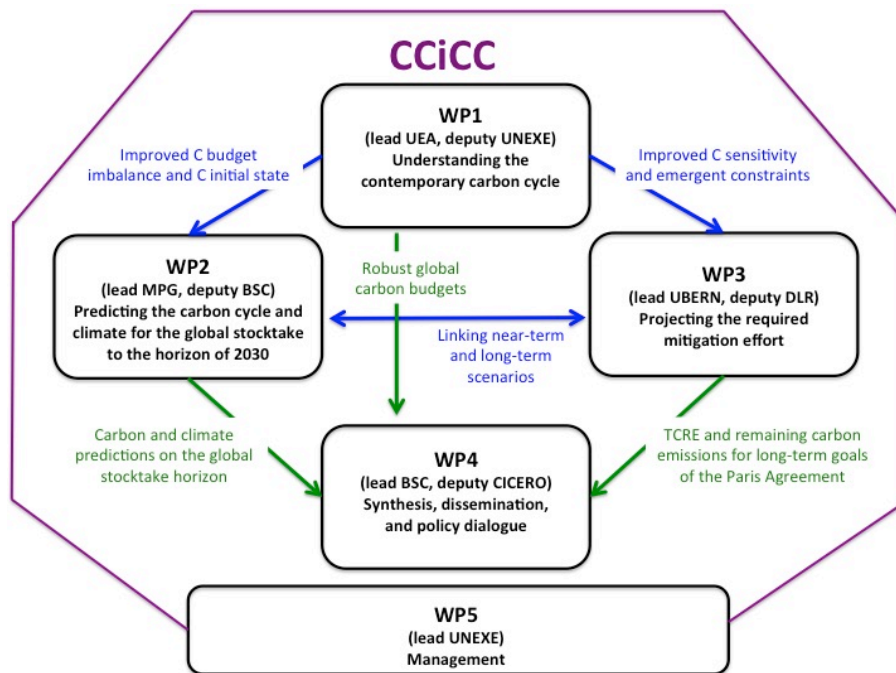 CCiCC
WP1
(lead UEA, deputy UNEXE)
Understanding the
contemporary carbon cycle
Improved C budget
imbalance and C initial state
Improved C sensitivity
and emergent constraints
WP2
(lead MPG, deputy BSC)
Predicting the carbon cycle and
climate for the global stocktake
to the horizon of 2030
Robust global
carbon budgets
WP3
(lead UBERN, deputy DLR)
Projecting the required
mitigation effort
Linking near-term
and long-term
scenarios
Carbon and climate
predictions on the global
stocktake horizon
WP4
(lead BSC, deputy CICERO)
Synthesis, dissemination,
and policy dialogue
TCRE and remaining carbon
emissions for long-term goals
of the Paris Agreement
WP5
(lead UNEXE)
Management